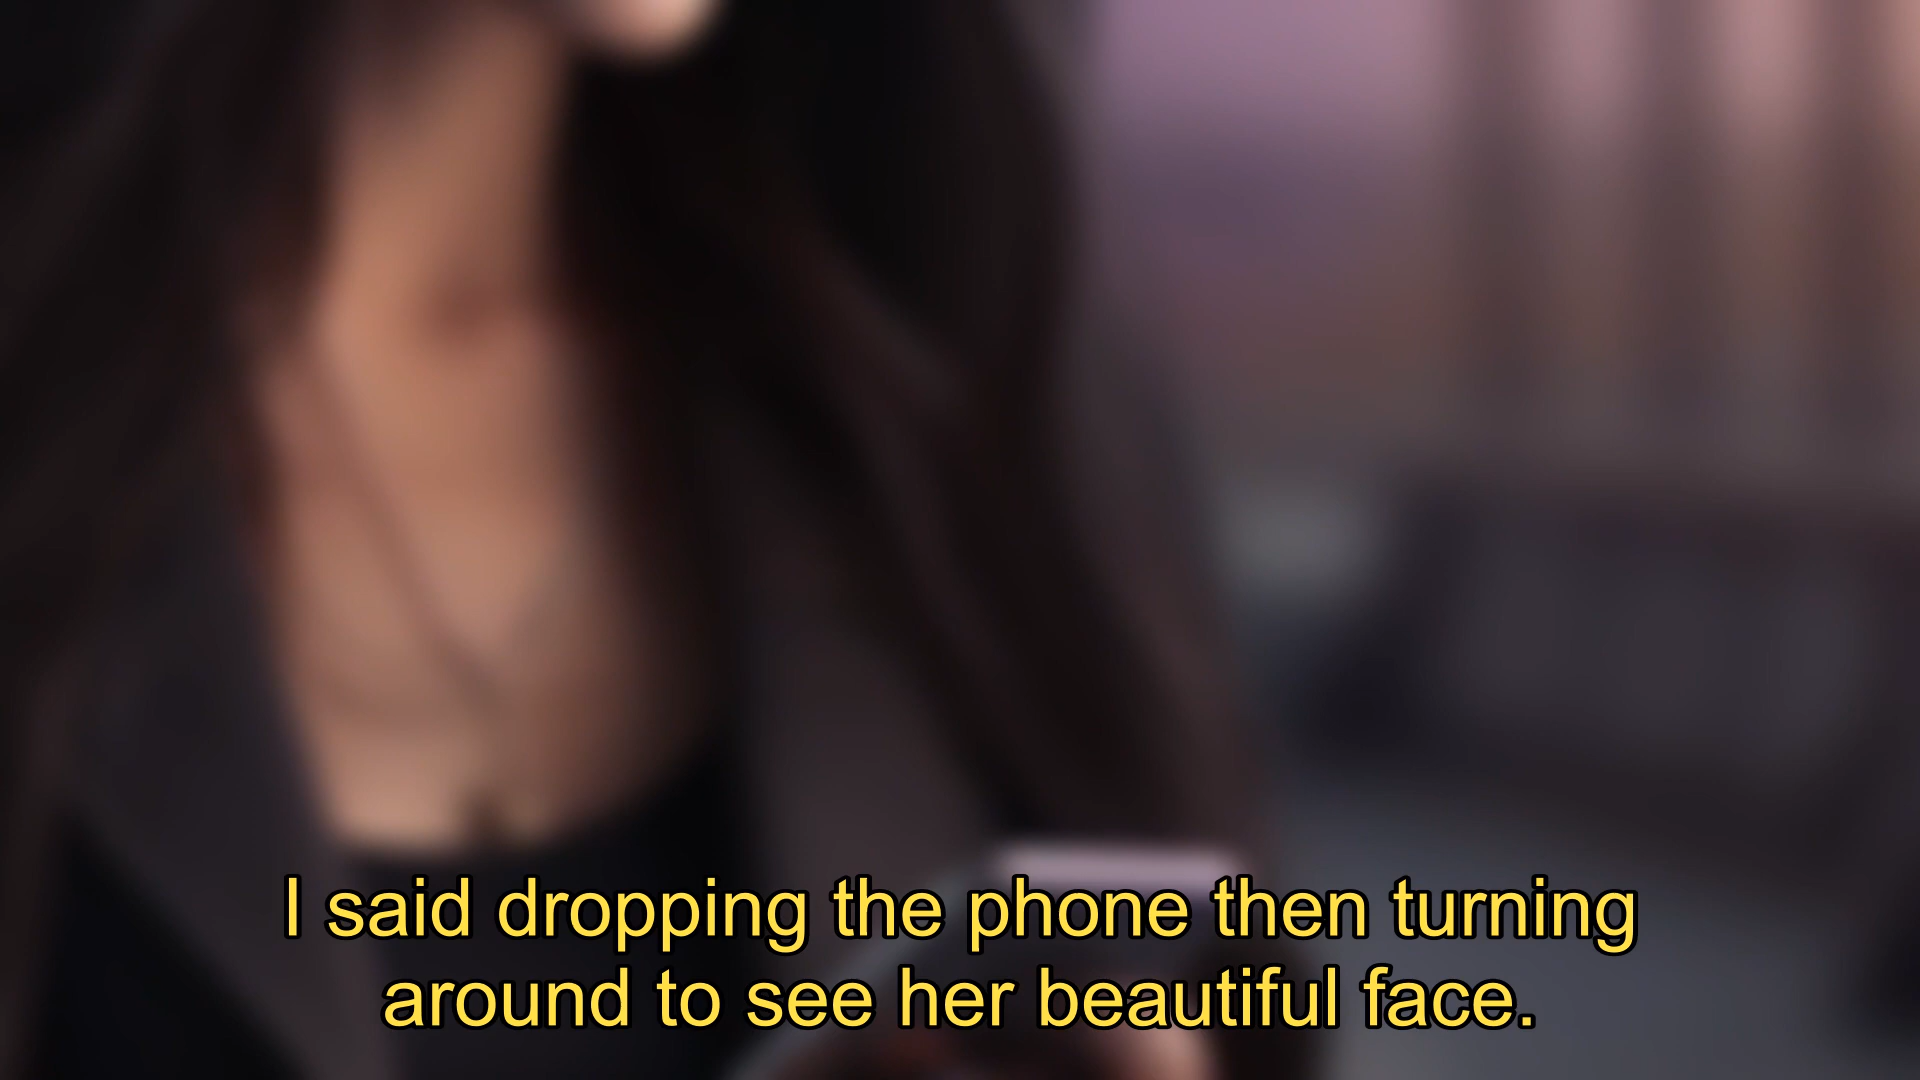 I said dropping the phone then turning
around to see her beautiful face.